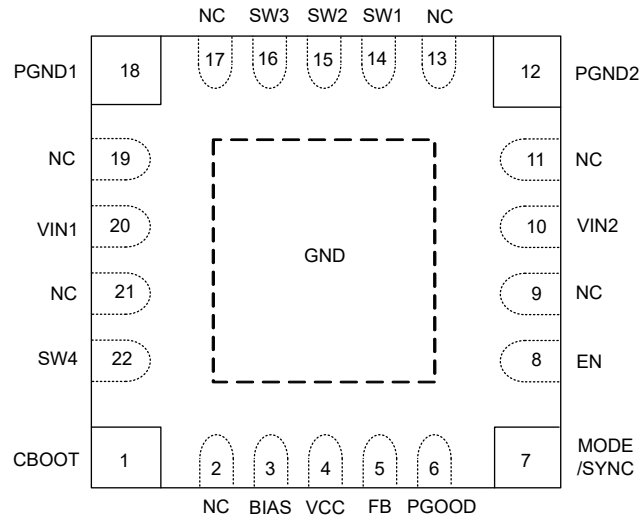 NC SW3 SW2 SW1 NC
17 16 15 14 13
PGND1 18 12 PGND2
NC 19 11 NC
VIN1 20 10 VIN2
GND
NC 21 9 NC
SW4 22 8 EN
CBOOT 1 7 MODE
/SYNC
2 3 4 5 6
NC BIAS VCC FB PGOOD